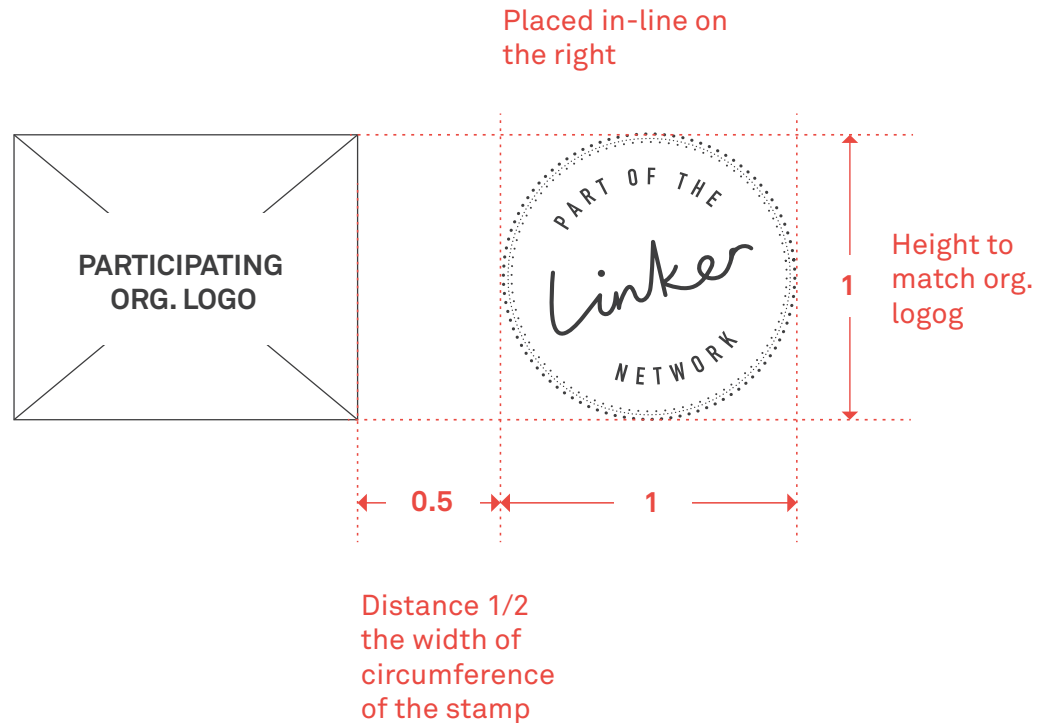 Placed in-line on
the right
PARTICIPATING
ORG. LOGO
PART OF THE
Linker
NETWORK
1
Height to
match org.
logog
0.5
1
Distance 1/2
the width of
circumference
of the stamp